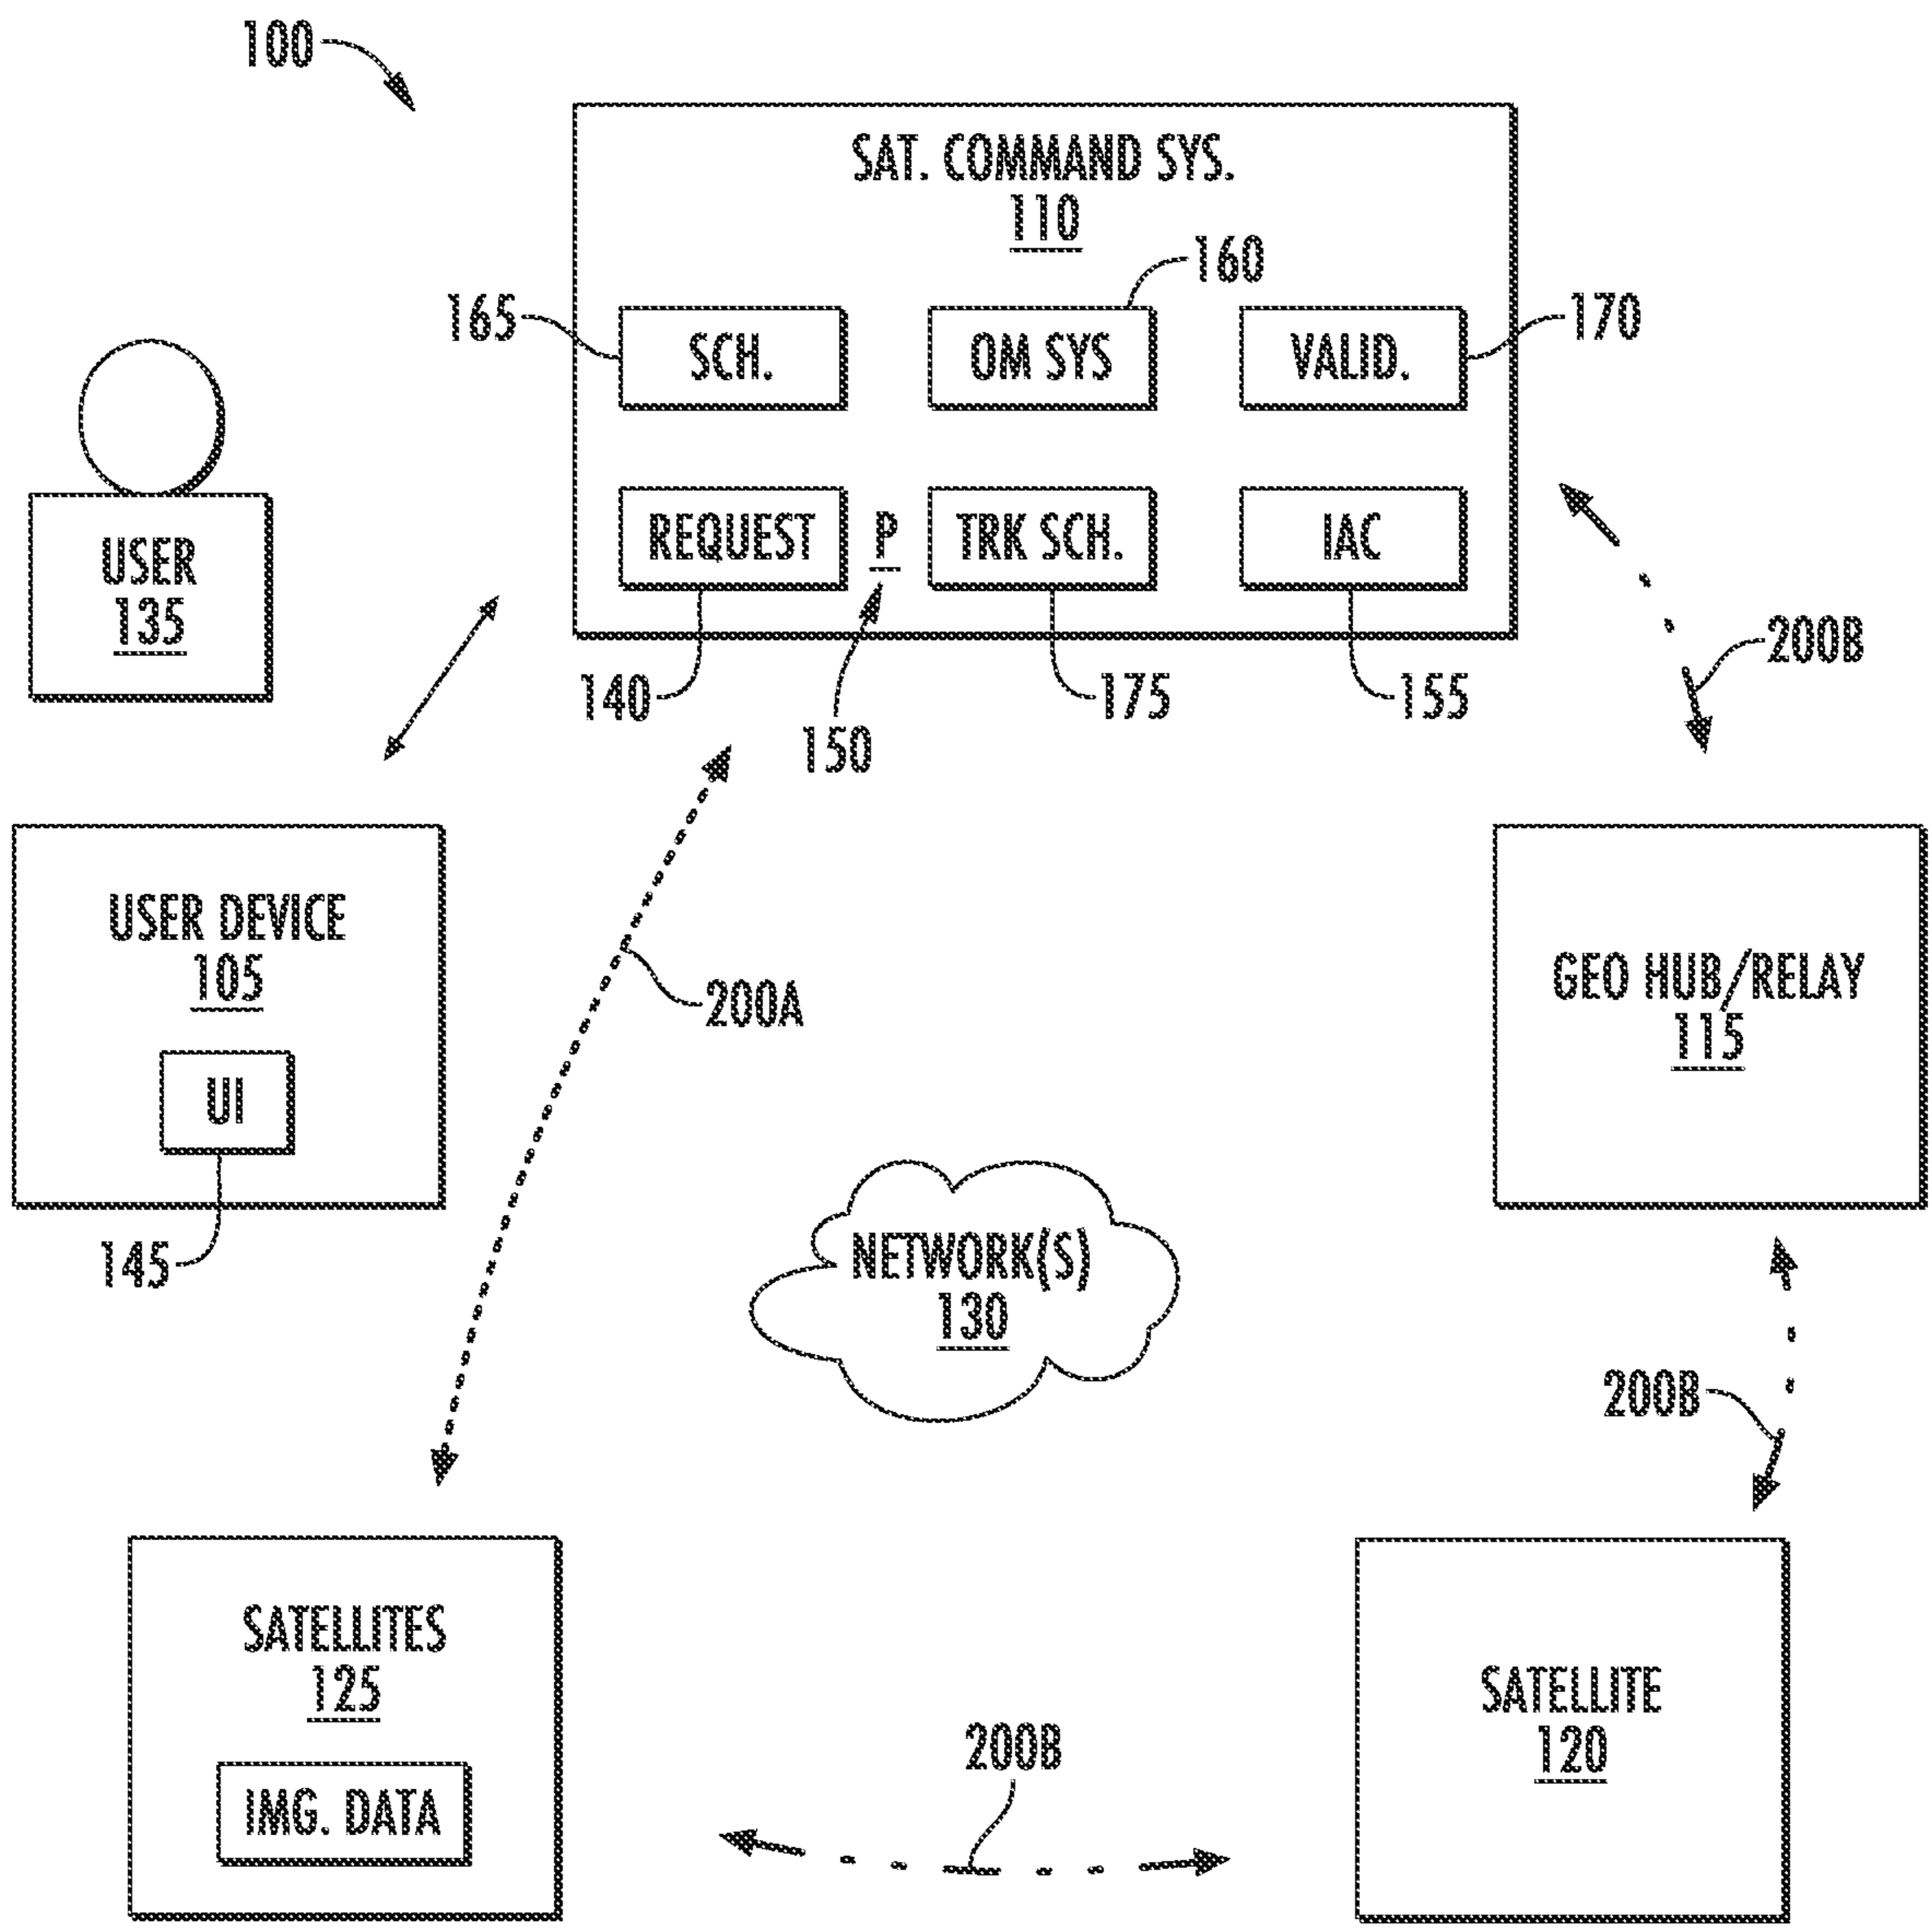 100
SAT. COMMAND SYS.
110
160
165
170
SCH.
OM SYS
VALID.
REQUEST
P
TRK SCH.
IAC
USER
135
140
150
175
155
200B
USER DEVICE
105
UI
145
200A
GEO HUB/RELAY
115
NETWORK(S)
130
200B
SATELLITES
125
IMG. DATA
200B
SATELLITE
120